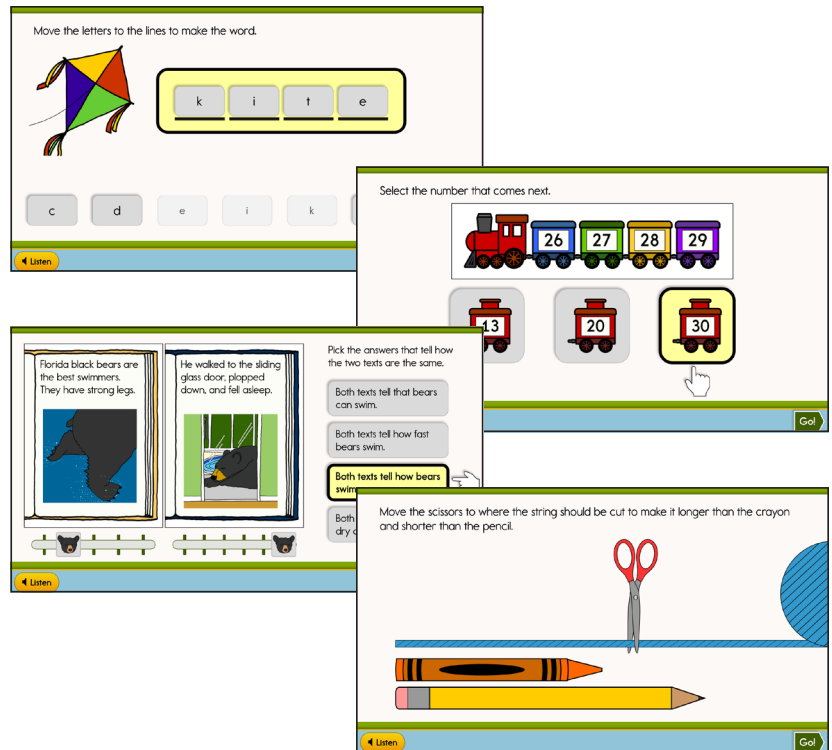 Move the letters to the lines to make the word.
k i t e
c d e i k
Listen
Select the number that comes next.
26 27 28 29
13 20 30
Go!
Florida black bears are
the best swimmers.
They have strong legs.
He walked to the sliding
glass door, plopped
down, and fell asleep.
Pick the answers that tell how
the two texts are the same.
Both texts tell that bears
can swim.
Both texts tell how fast
bears swim.
Both texts tell how bears
swim
Both
dry
Listen
Move the scissors to where the string should be cut to make it longer than the crayon
and shorter than the pencil.
Listen
Go!